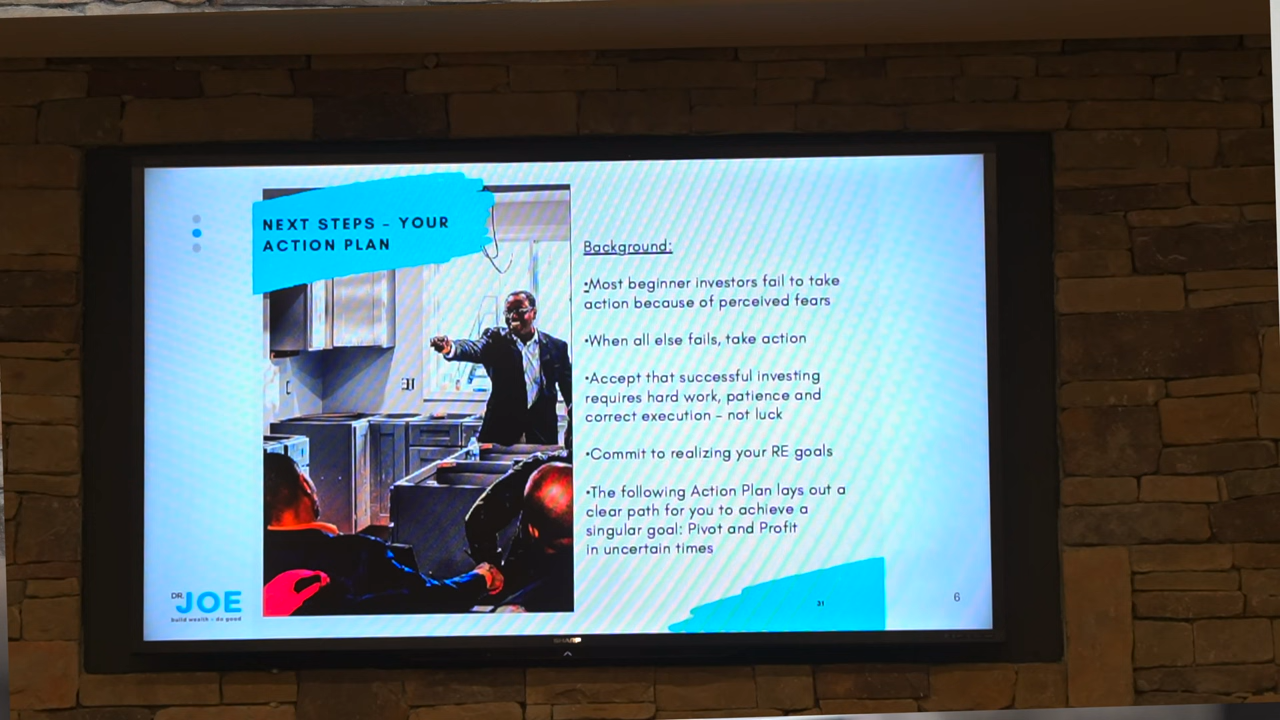 NEXT STEPS – YOUR
ACTION PLAN
Background:
•Most beginner investors fail to take
action because of perceived fears
•When all else fails, take action
•Accept that successful investing
requires hard work, patience and
correct execution – not luck
•Commit to realizing your RE goals
•The following Action Plan lays out a
clear path for you to achieve a
singular goal: Pivot and Profit
in uncertain times
DR.
JOE
build wealth - do good
31
6
SHARP